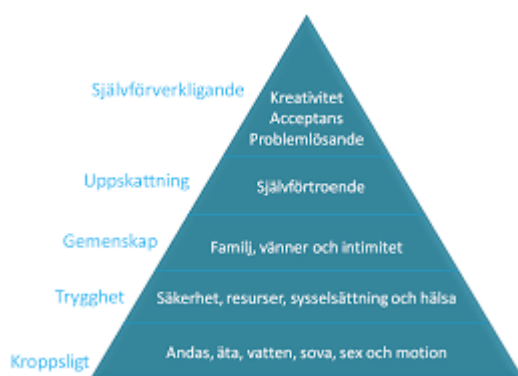 Självförverkligande
Kreativitet
Acceptans
Problemlösande
Uppskattning
Självförtroende
Gemenskap
Familj, vänner och intimitet
Trygghet
Säkerhet, resurser, sysselsättning och hälsa
Kroppsligt
Andas, äta, vatten, sova, sex och motion